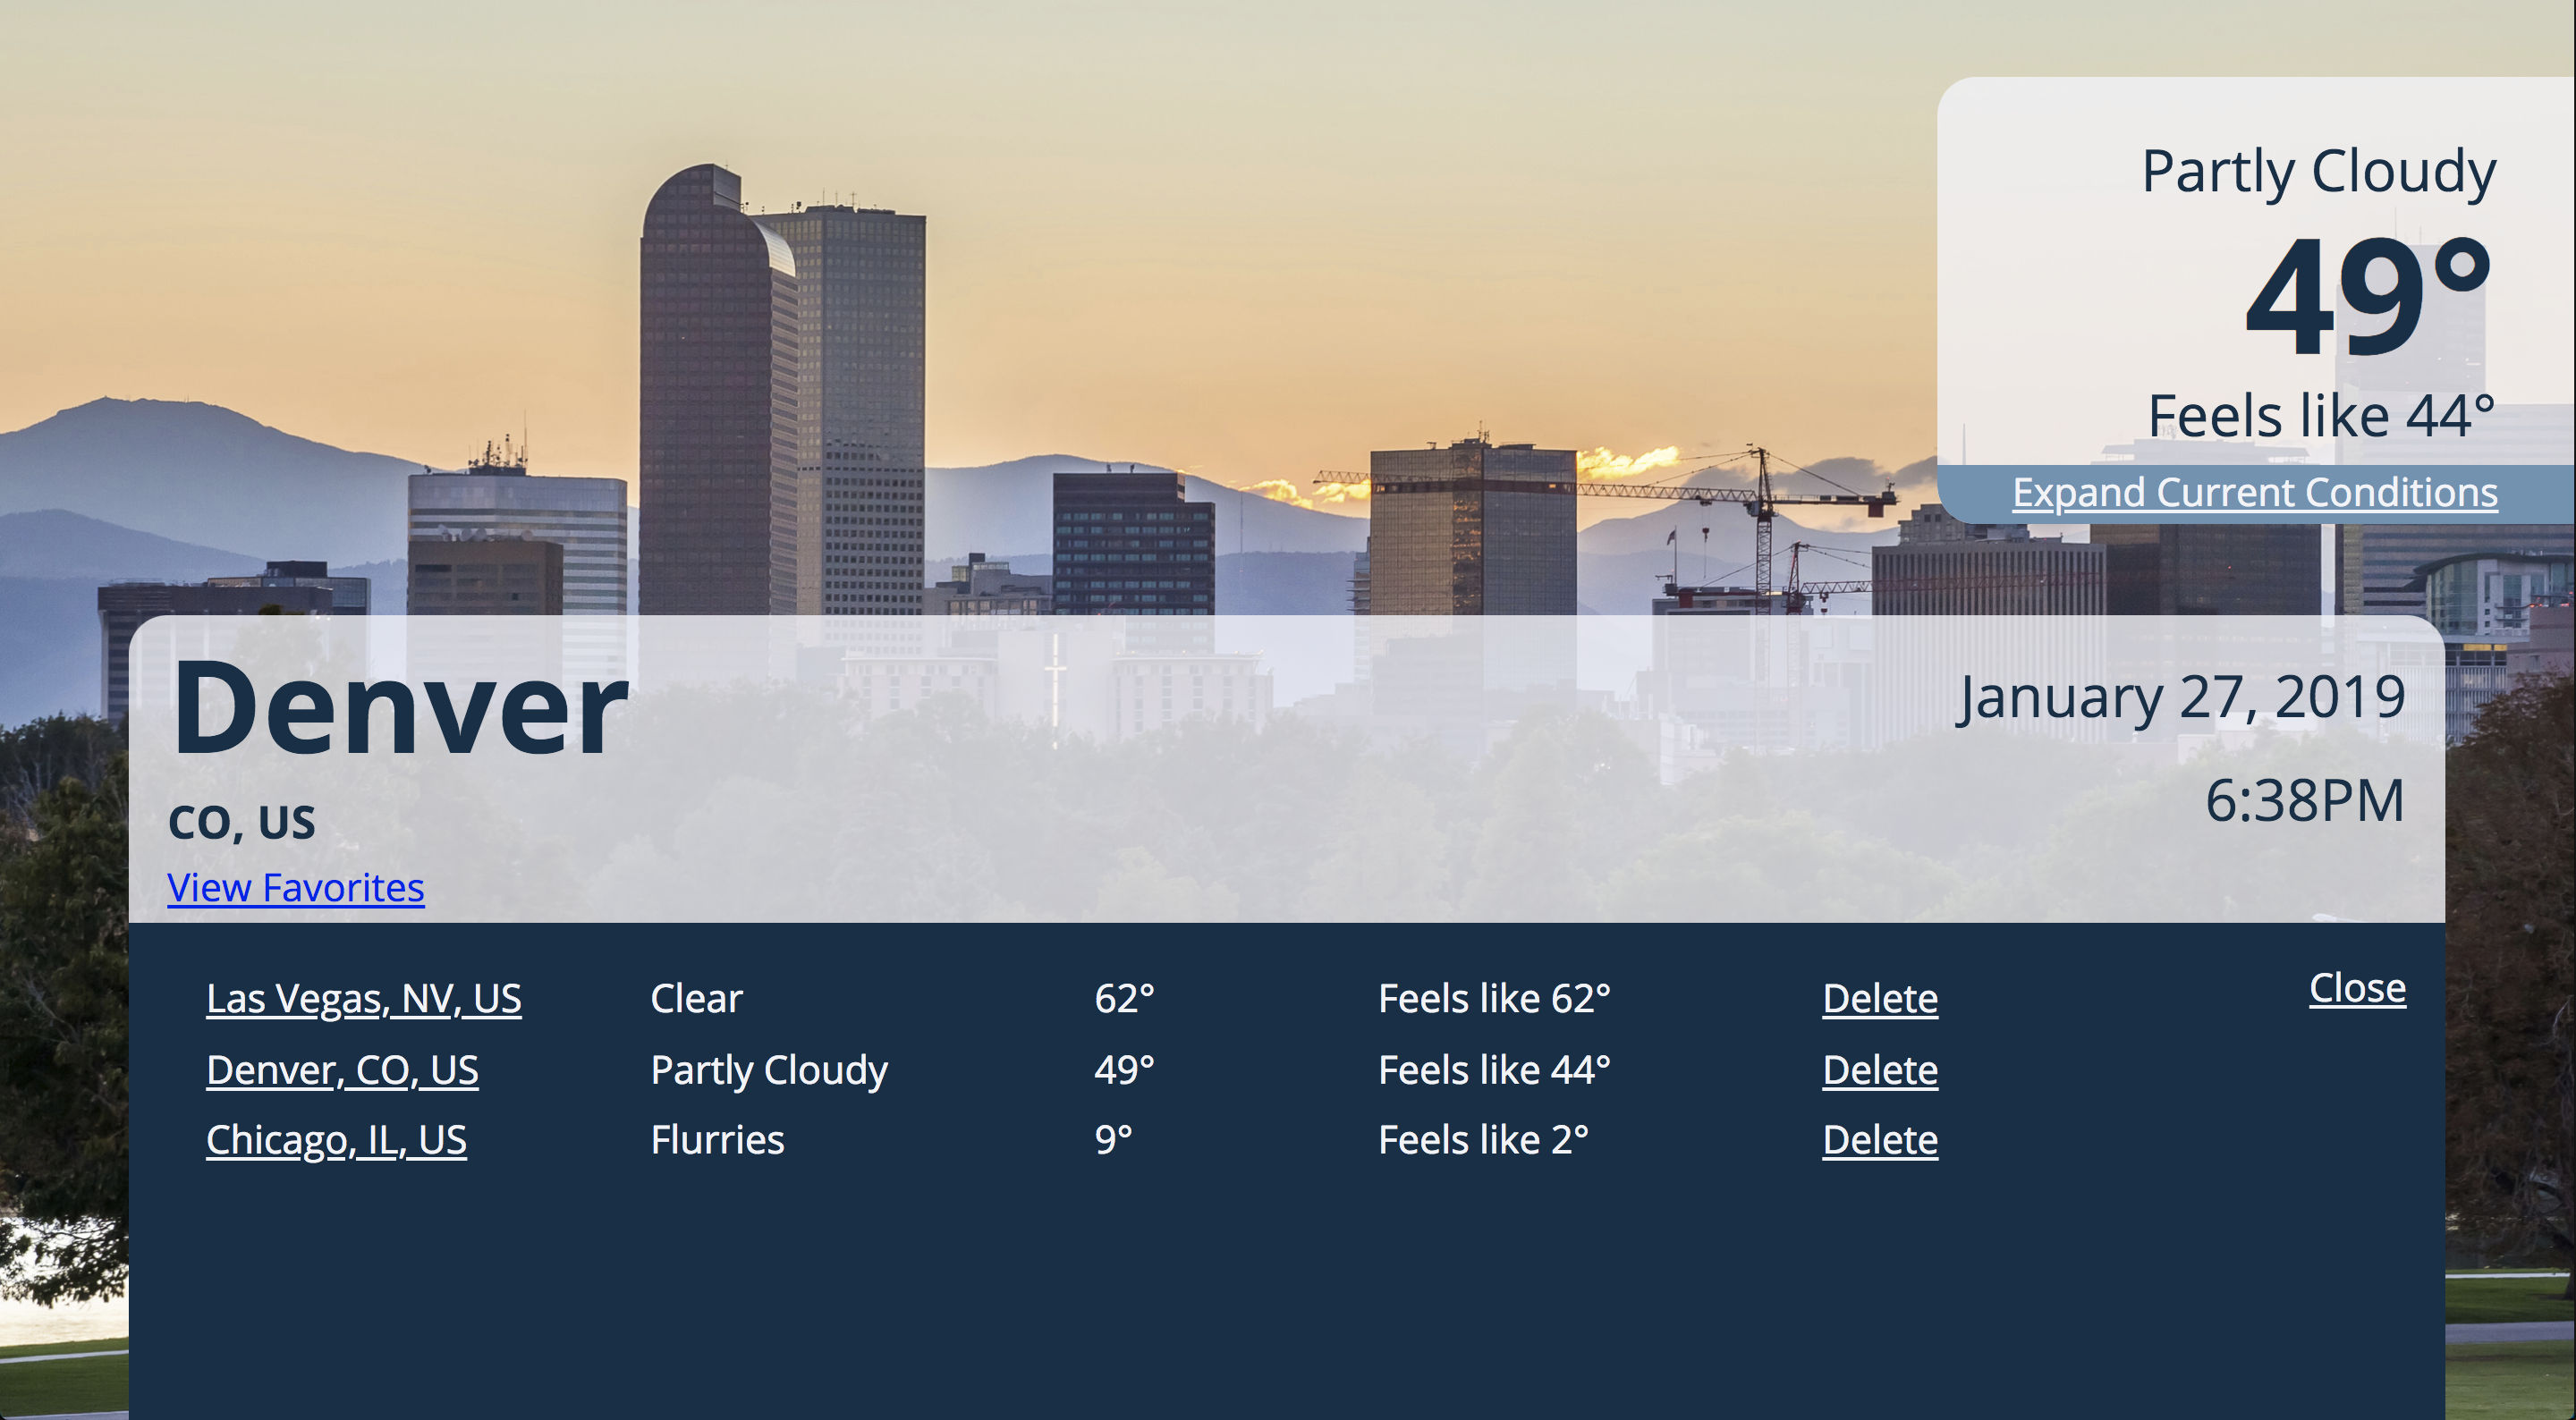 Partly Cloudy
49°
Feels like 44°
Expand Current Conditions
Denver
January 27, 2019
CO, US
6:38PM
View Favorites
Las Vegas, NV, US Clear 62° Feels like 62° Delete Close
Denver, CO, US Partly Cloudy 49° Feels like 44° Delete
Chicago, IL, US Flurries 9° Feels like 2° Delete